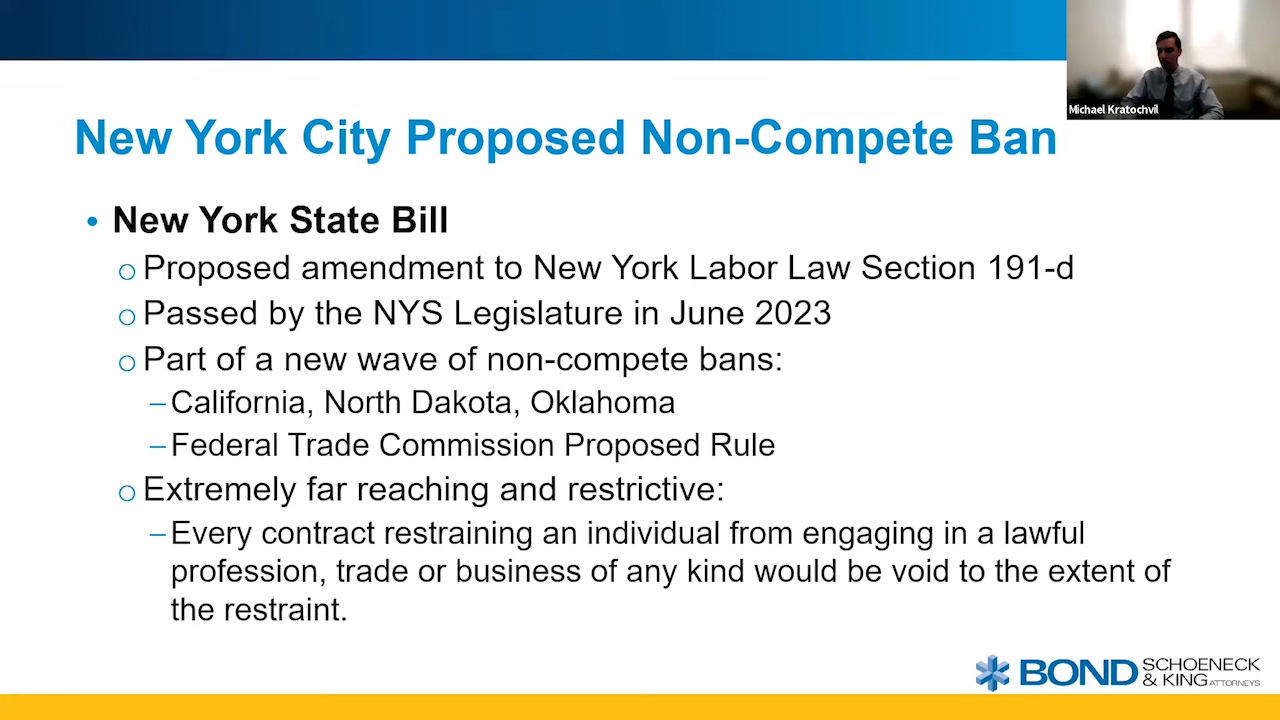 Michael Kratochvil
New York City Proposed Non-Compete Ban
• New York State Bill
o Proposed amendment to New York Labor Law Section 191-d
o Passed by the NYS Legislature in June 2023
o Part of a new wave of non-compete bans:
–California, North Dakota, Oklahoma
–Federal Trade Commission Proposed Rule
o Extremely far reaching and restrictive:
–Every contract restraining an individual from engaging in a lawful
profession, trade or business of any kind would be void to the extent of
the restraint.
BOND SCHOENECK
& KING ATTORNEYS